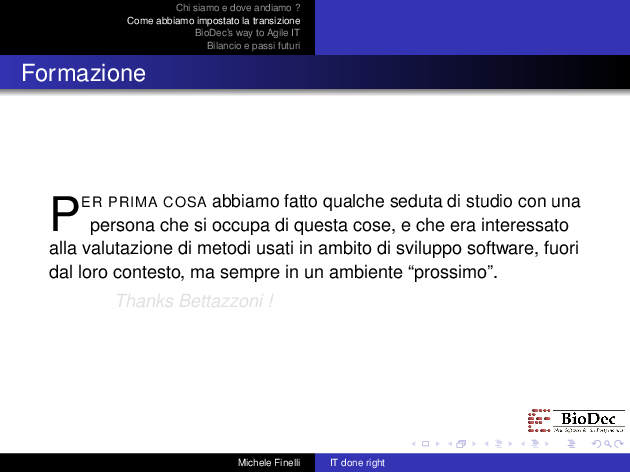 Chi siamo e dove andiamo ?
Come abbiamo impostato la transizione
BioDec's way to Agile IT
Bilancio e passi futuri
Formazione
PER PRIMA COSA abbiamo fatto qualche seduta di studio con una
persona che si occupa di questa cose, e che era interessato
alla valutazione di metodi usati in ambito di sviluppo software, fuori
dal loro contesto, ma sempre in un ambiente “prossimo”.
Thanks Bettazzoni !
BioDec
Michele Finelli
IT done right